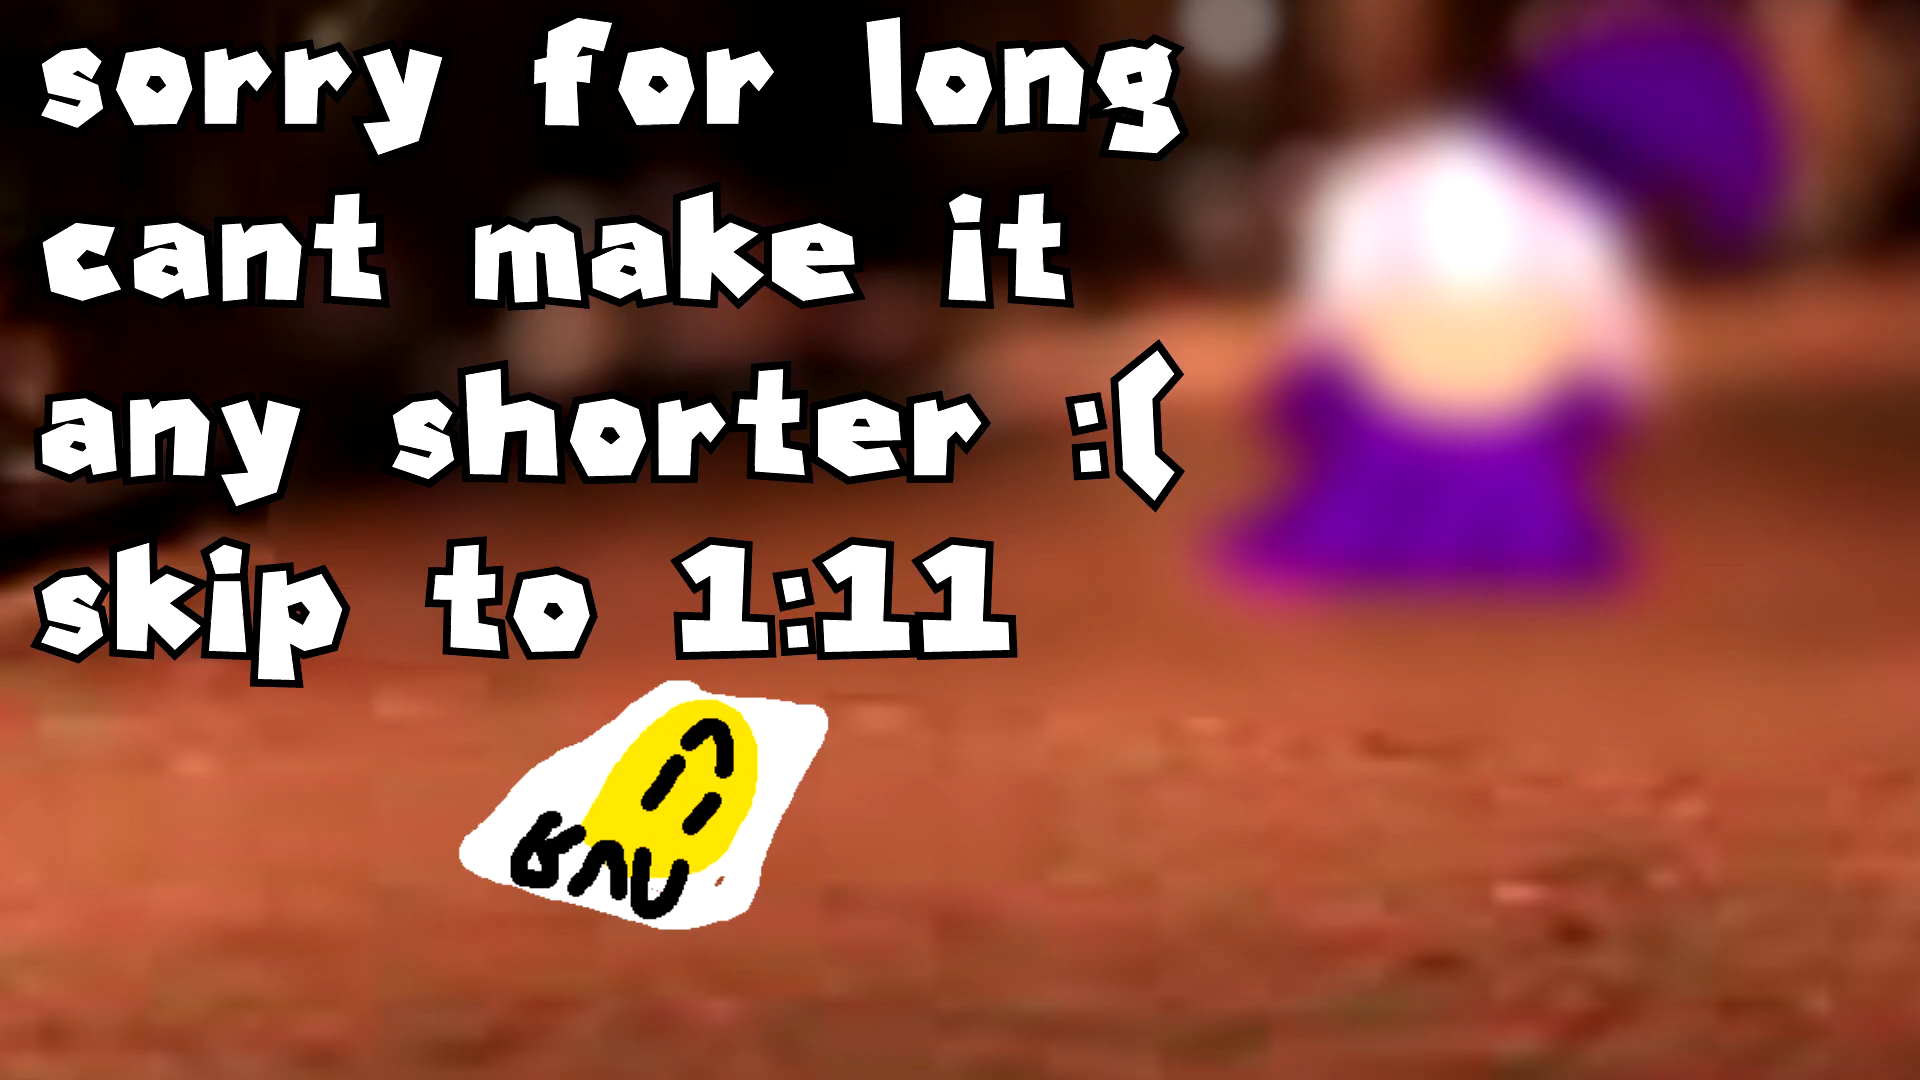 sorry for long
cant make it
any shorter :(
skip to 1:11